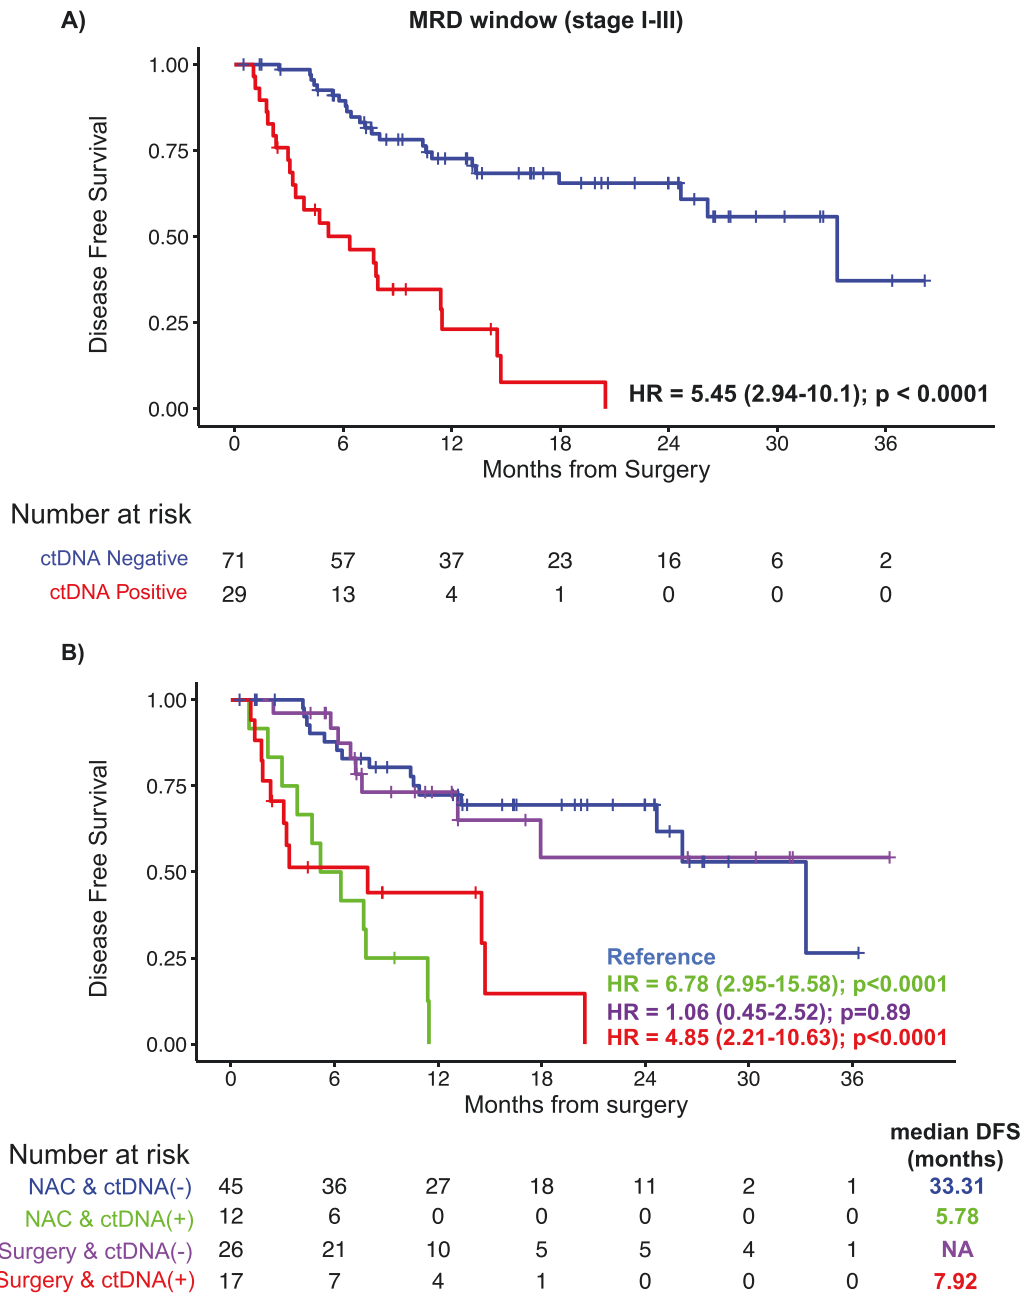 A)
MRD window (stage I-III)
1.00
0.75
0.50
0.25
0.00
Disease Free Survival
HR = 5.45 (2.94-10.1); p < 0.0001
0 6 12 18 24 30 36
Months from Surgery
Number at risk
ctDNA Negative 71 57 37 23 16 6 2
ctDNA Positive 29 13 4 1 0 0 0
B)
1.00
0.75
0.50
0.25
0.00
Disease Free Survival
Reference
HR = 6.78 (2.95-15.58); p<0.0001
HR = 1.06 (0.45-2.52); p=0.89
HR = 4.85 (2.21-10.63); p<0.0001
0 6 12 18 24 30 36
Months from surgery
median DFS
(months)
Number at risk
NAC & ctDNA(-) 45 36 27 18 11 2 1 33.31
NAC & ctDNA(+) 12 6 0 0 0 0 0 5.78
Surgery & ctDNA(-) 26 21 10 5 5 4 1 NA
Surgery & ctDNA(+) 17 7 4 1 0 0 0 7.92